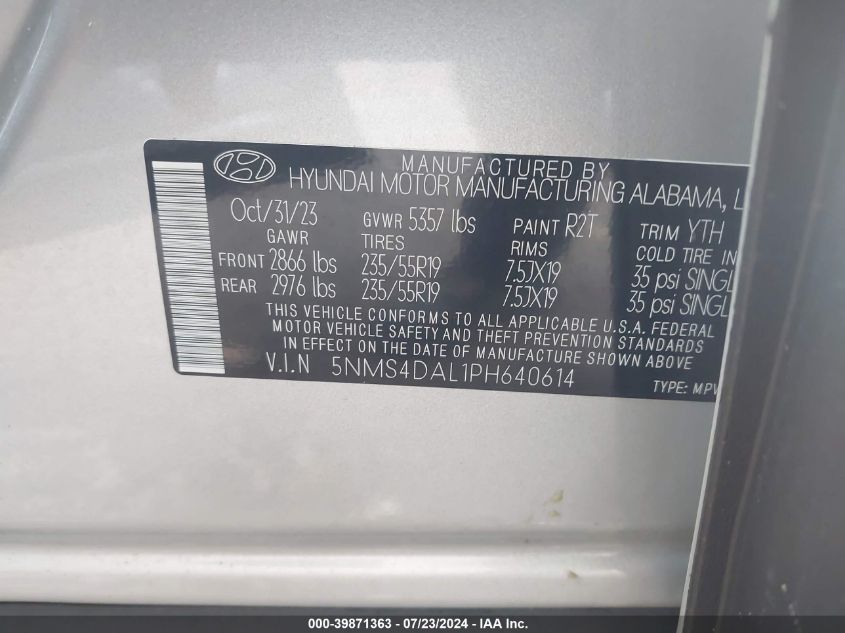 MANUFACTURED BY
HYUNDAI MOTOR MANUFACTURING ALABAMA, L
Oct/31/23 GVWR 5357 lbs PAINT R2T TRIM YTH
GAWR TIRES RIMS COLD TIRE IN
FRONT 2866 lbs 235/55R19 7.5JX19 35 psi SINGL
REAR 2976 lbs 235/55R19 7.5JX19 35 psi SINGL
THIS VEHICLE CONFORMS TO ALL APPLICABLE U.S.A. FEDERAL
MOTOR VEHICLE SAFETY AND THEFT PREVENTION STANDARDS
IN EFFECT ON THE DATE OF MANUFACTURE SHOWN ABOVE
V.I.N 5NMS4DAL1PH640614 TYPE: MPV
000-39871363 - 07/23/2024 - IAA Inc.